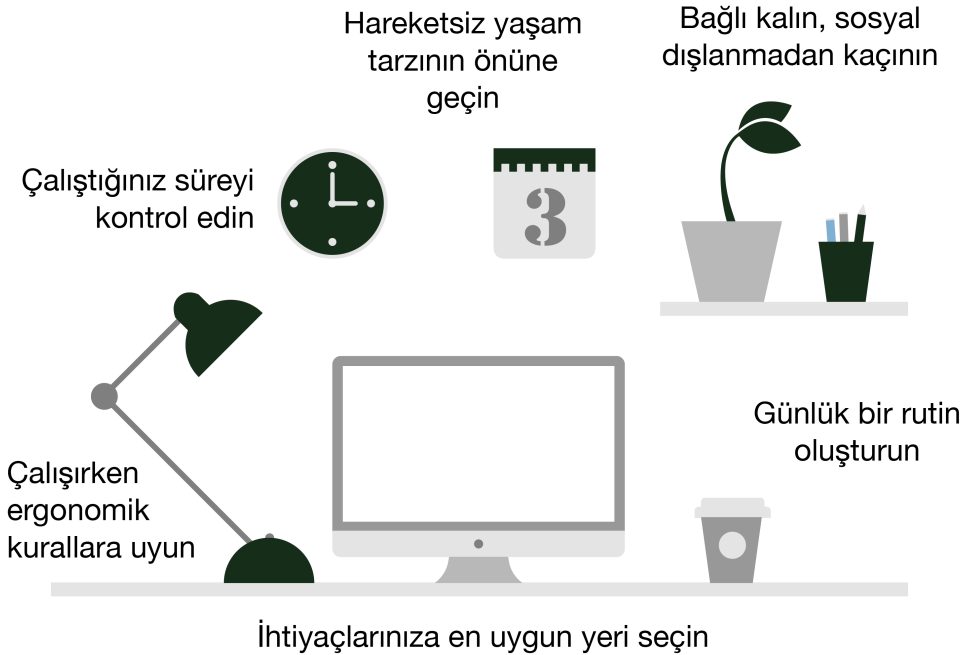 Hareketsiz yaşam
tarzının önüne
geçin
Bağlı kalın, sosyal
dışlanmadan kaçının
Çalıştığınız süreyi
kontrol edin
3
Günlük bir rutin
oluşturun
Çalışırken
ergonomik
kurallara uyun
İhtiyaçlarınıza en uygun yeri seçin